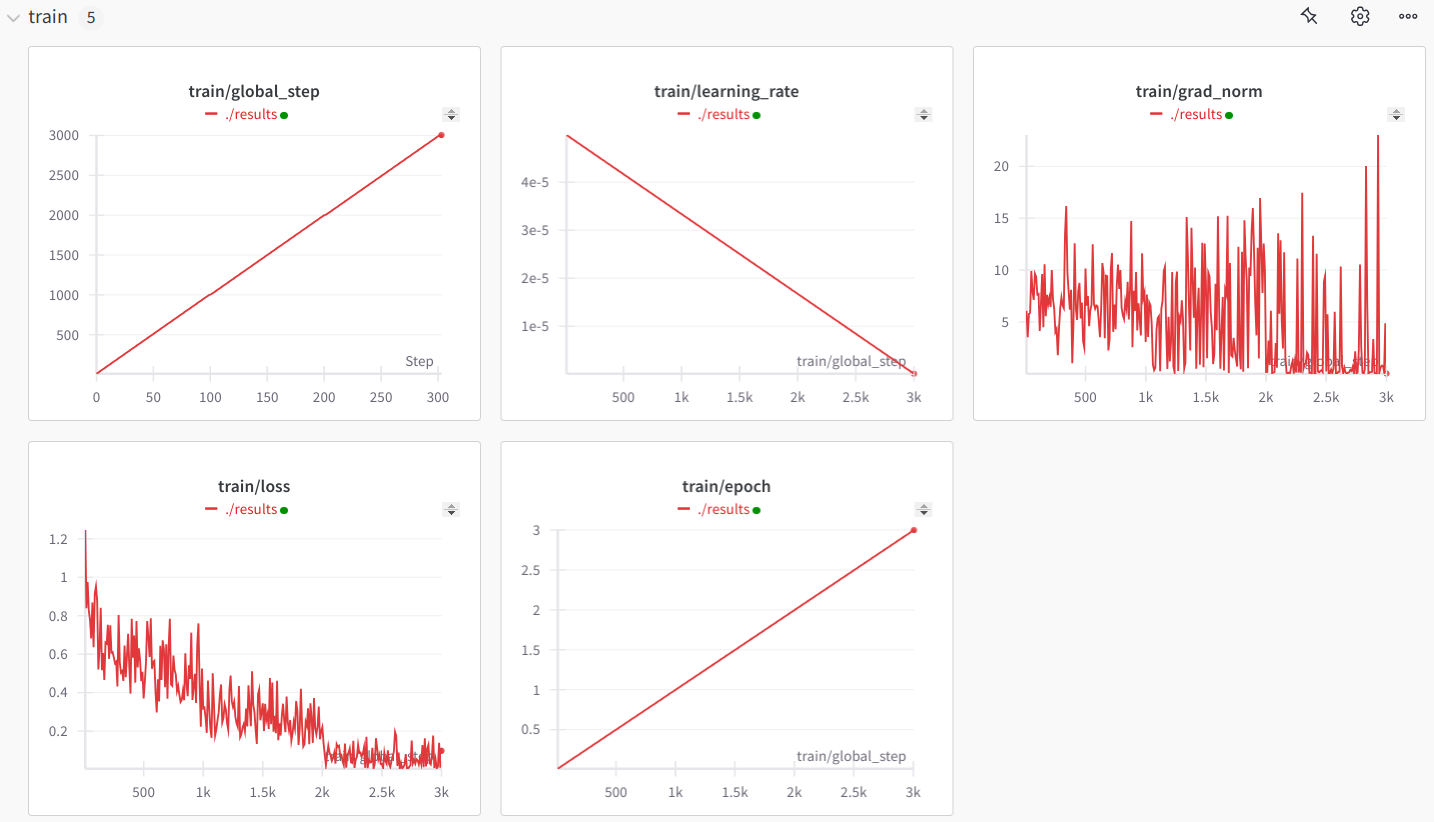 train 5
train/global_step
./results
3000
2500
2000
1500
1000
500
Step
0 50 100 150 200 250 300
train/learning_rate
./results
4e-5
3e-5
2e-5
1e-5
train/global_step
500 1k 1.5k 2k 2.5k 3k
train/grad_norm
./results
20
15
10
5
train/global_step
500 1k 1.5k 2k 2.5k 3k
train/loss
./results
1.2
1
0.8
0.6
0.4
0.2
train/global_step
500 1k 1.5k 2k 2.5k 3k
train/epoch
./results
3
2.5
2
1.5
1
0.5
train/global_step
500 1k 1.5k 2k 2.5k 3k